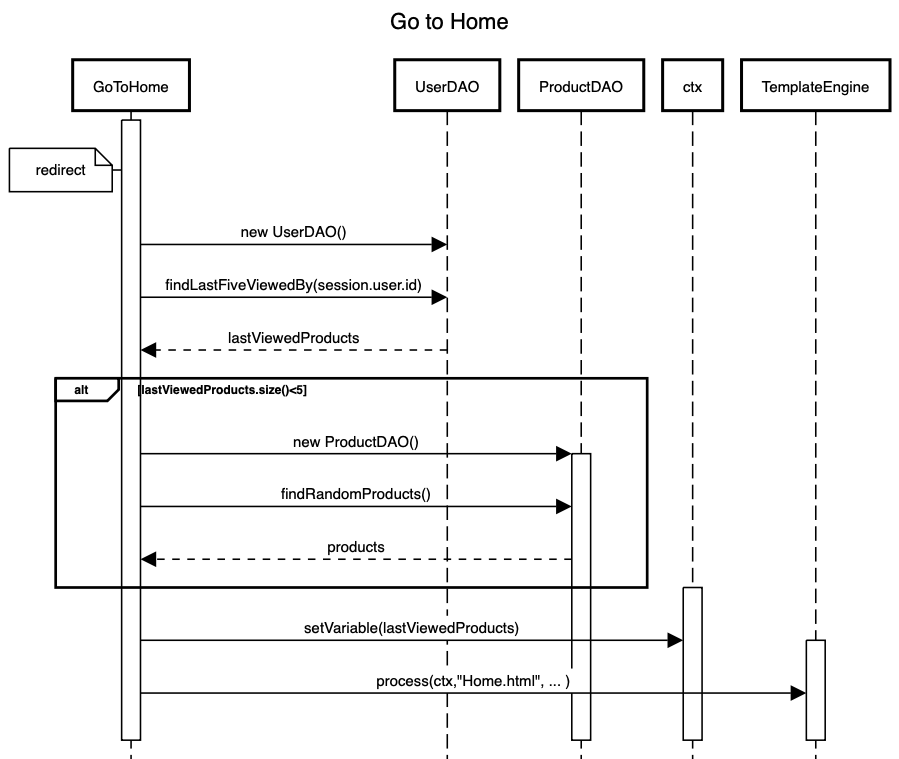 Go to Home
GoToHome
UserDAO
ProductDAO
ctx
TemplateEngine
redirect
new UserDAO()
findLastFiveViewedBy(session.user.id)
lastViewedProducts
alt
[lastViewedProducts.size()<5]
new ProductDAO()
findRandomProducts()
products
setVariable(lastViewedProducts)
process(ctx,"Home.html", ... )